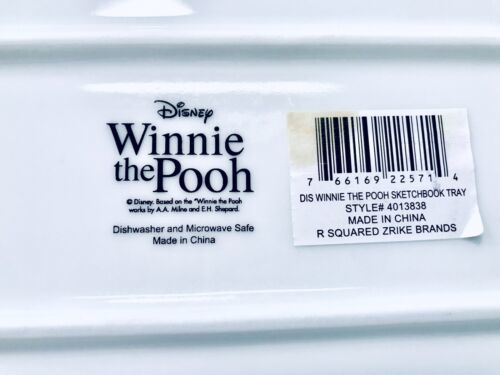 Disney
Winnie
the Pooh
© Disney. Based on the "Winnie the Pooh
works by A.A. Milne and E.H. Shepard.
Dishwasher and Microwave Safe
Made in China
7 66169 22571 4
DIS WINNIE THE POOH SKETCHBOOK TRAY
STYLE# 4013838
MADE IN CHINA
R SQUARED ZRIKE BRANDS